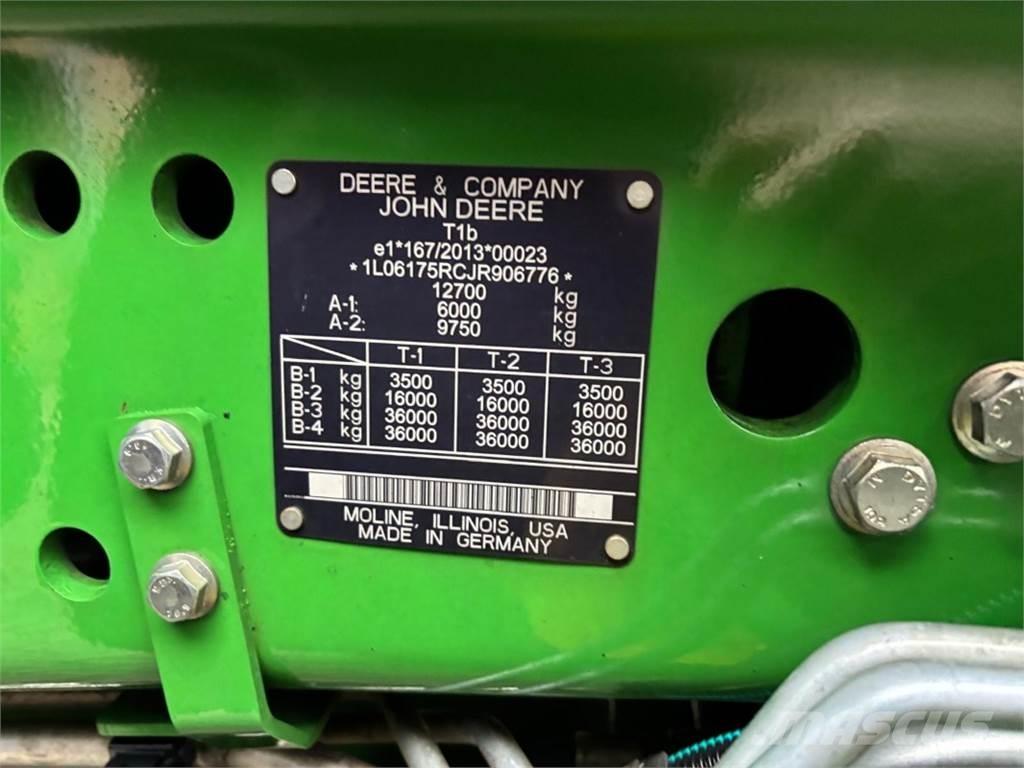 DEERE & COMPANY
JOHN DEERE
T1b
e1*167/2013*00023
*1L06175RCJR906776*
12700 kg
A-1: 6000 kg
A-2: 9750 kg
T-1 T-2 T-3
B-1 kg 3500 3500 3500
B-2 kg 16000 16000 16000
B-3 kg 36000 36000 36000
B-4 kg 36000 36000 36000
MOLINE, ILLINOIS, USA
MADE IN GERMANY
MASCUS